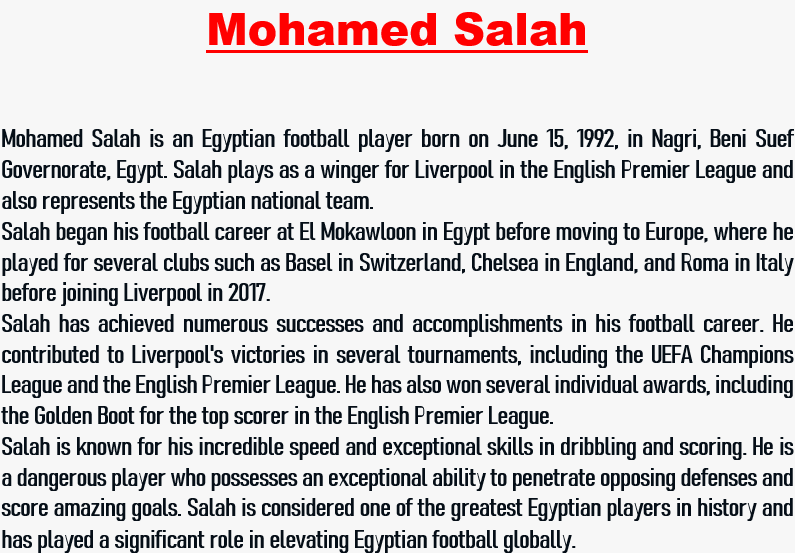 Mohamed Salah
Mohamed Salah is an Egyptian football player born on June 15, 1992, in Nagri, Beni Suef
Governorate, Egypt. Salah plays as a winger for Liverpool in the English Premier League and
also represents the Egyptian national team.
Salah began his football career at El Mokawloon in Egypt before moving to Europe, where he
played for several clubs such as Basel in Switzerland, Chelsea in England, and Roma in Italy
before joining Liverpool in 2017.
Salah has achieved numerous successes and accomplishments in his football career. He
contributed to Liverpool's victories in several tournaments, including the UEFA Champions
League and the English Premier League. He has also won several individual awards, including
the Golden Boot for the top scorer in the English Premier League.
Salah is known for his incredible speed and exceptional skills in dribbling and scoring. He is
a dangerous player who possesses an exceptional ability to penetrate opposing defenses and
score amazing goals. Salah is considered one of the greatest Egyptian players in history and
has played a significant role in elevating Egyptian football globally.